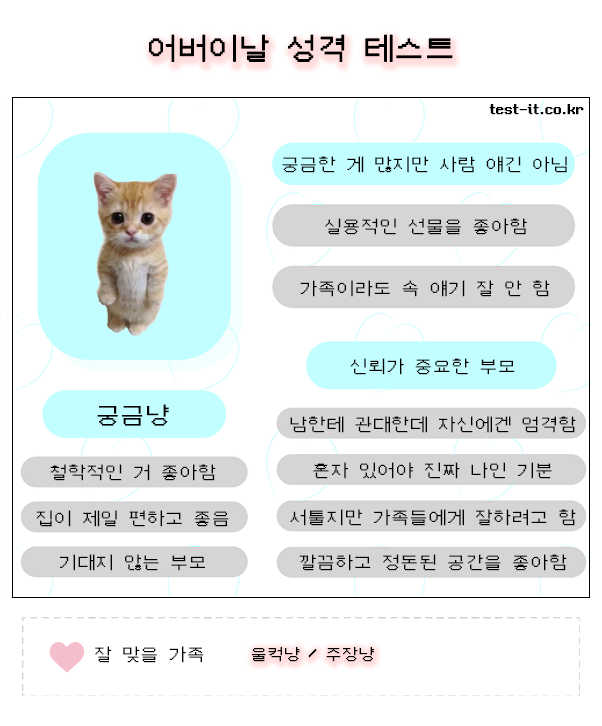 어버이날 성격 테스트
test-it.co.kr
궁금냥
철학적인 거 좋아함
집이 제일 편하고 좋음
기대지 않는 부모
궁금한 게 많지만 사람 얘긴 아님
실용적인 선물을 좋아함
가족이라도 속 얘기 잘 안 함
신뢰가 중요한 부모
남한테 관대한데 자신에겐 엄격함
혼자 있어야 진짜 나인 기분
서툴지만 가족들에게 잘하려고 함
깔끔하고 정돈된 공간을 좋아함
잘 맞을 가족 울컥냥 / 주장냥